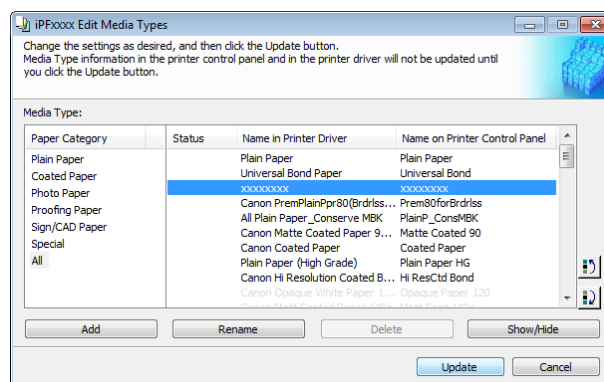 iPFxxxx Edit Media Types
Change the settings as desired, and then click the Update button.
Media Type information in the printer control panel and in the printer driver will not be updated until
you click the Update button.
Media Type:
Paper Category Status Name in Printer Driver Name on Printer Control Panel
Plain Paper
Coated Paper
Photo Paper
Proofing Paper
Sign/CAD Paper
Special
All
Plain Paper Plain Paper
Universal Bond Paper Universal Bond
xxxxxxxx xxxxxxxx
Canon PremPlainPpr80(Brdrlss... Prem80forBrdrlss
All Plain Paper_Conserve MBK PlainP_ConsMBK
Canon Matte Coated Paper 9... Matte Coated 90
Canon Coated Paper Coated Paper
Plain Paper (High Grade) Plain Paper HG
Canon Hi Resolution Coated B... Hi ResCtd Bond
Canon Opaque White Paper 1... Opaque Paper 120
Add Rename Delete Show/Hide
Update Cancel